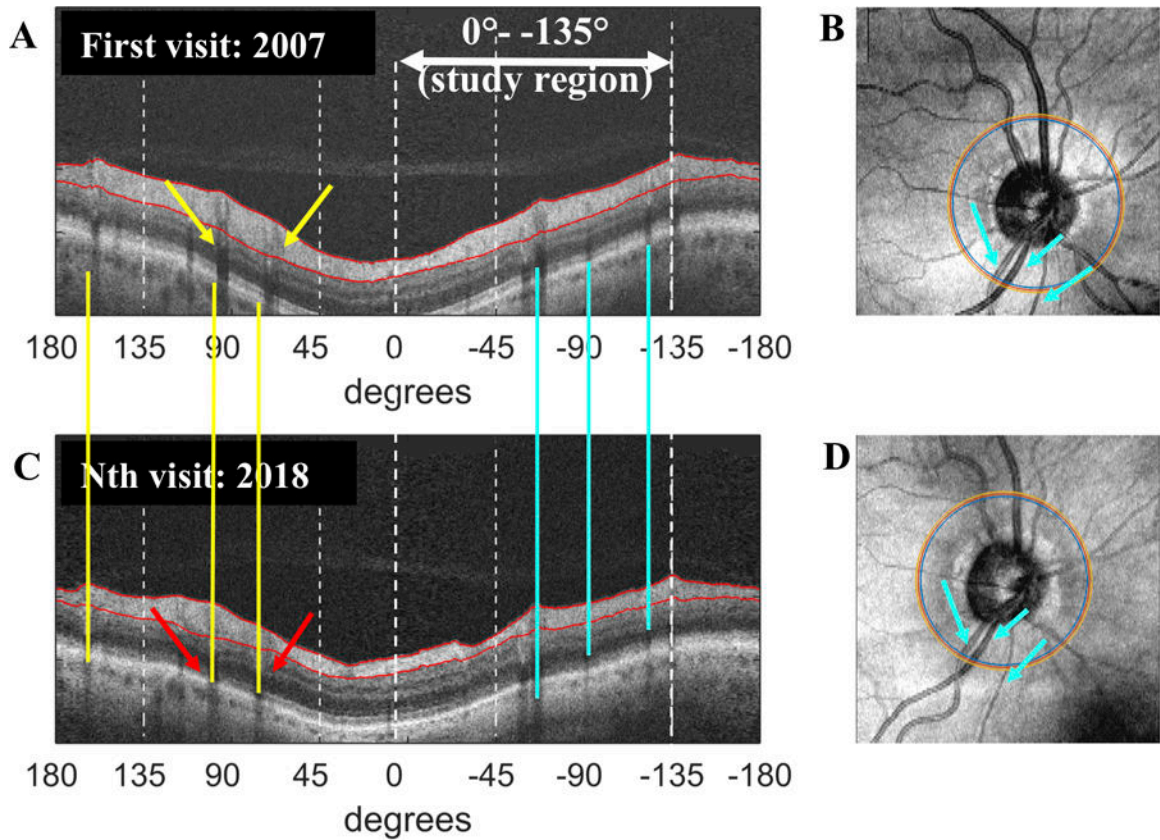 A
First visit: 2007
0°- -135°
(study region)
B
180 135 90 45 0 -45 -90 -135 -180
degrees
C
Nth visit: 2018
D
180 135 90 45 0 -45 -90 -135 -180
degrees